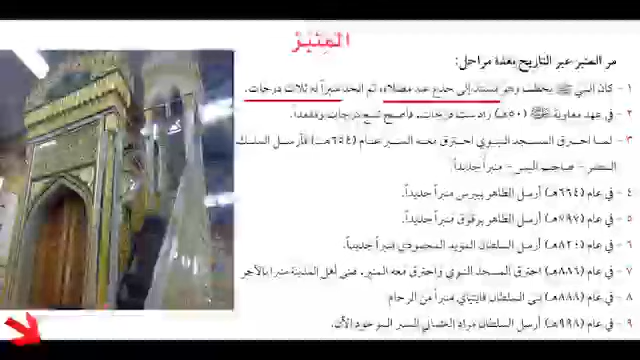 المِنبَر
مر المنبر عبر التاريخ بعدة مراحل:
١ - كان النبي ﷺ يخطب وهو مستند إلى جذع عند مصلاه، ثم اتخذ منبراً له ثلاث درجات.
٢ - في عهد معاوية (٥٥٠هـ) زاد ست درجات. فأصبح تسع درجات ومقعداً.
٣ - لما احترق المسجد النبوي احترق معه المنبر عام (٦٥٤هـ) فأرسل الملك
المظفر - صاحب اليمن - منبراً جديداً.
٤ - في عام (٦٦٤هـ) أرسل الظاهر بيبرس منبراً جديداً.
٥ - في عام (٧٩٧هـ) أرسل الظاهر برقوق منبراً جديداً.
٦ - في عام (٨٢٠هـ) أرسل السلطان المؤيد المحمودي منبراً جديداً.
٧ - في عام (٨٨٦هـ) احترق المسجد النبوي واحترق معه المنبر. فبنى أهل المدينة منبرا بالآجر
٨ - في عام (٨٨٨هـ) بنى السلطان قايتباي منبراً من الرخام
٩ - في عام (٩٩٨هـ) أرسل السلطان مراد العثماني المنبر الموجود الآن.